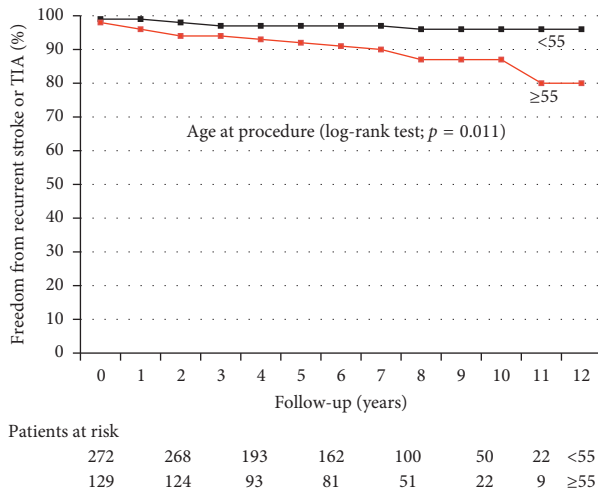 Freedom from recurrent stroke or TIA (%)
100
90
80
70
60
50
40
30
20
10
0
<55
≥55
Age at procedure (log-rank test; p = 0.011)
0 1 2 3 4 5 6 7 8 9 10 11 12
Follow-up (years)
Patients at risk
272 268 193 162 100 50 22 <55
129 124 93 81 51 22 9 ≥55